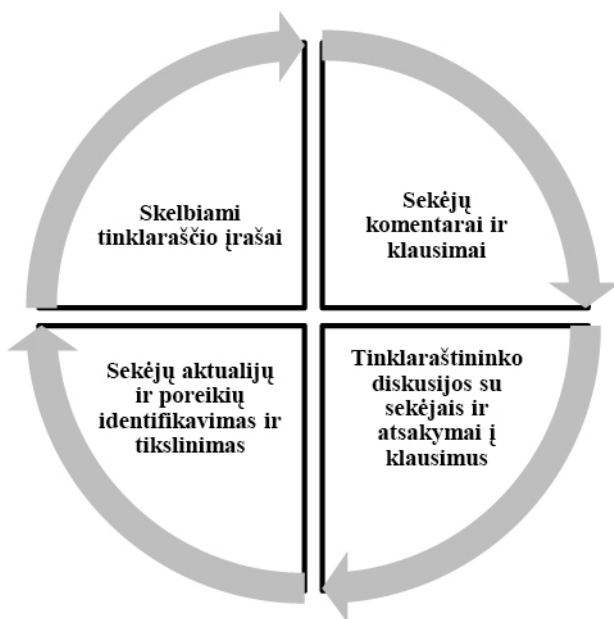 Skelbiami
tinklaraščio įrašai
Sekėjų
komentarai ir
klausimai
Sekėjų aktualijų
ir poreikių
identifikavimas ir
tikslinimas
Tinklaraštininko
diskusijos su
sekėjais ir
atsakymai į
klausimus